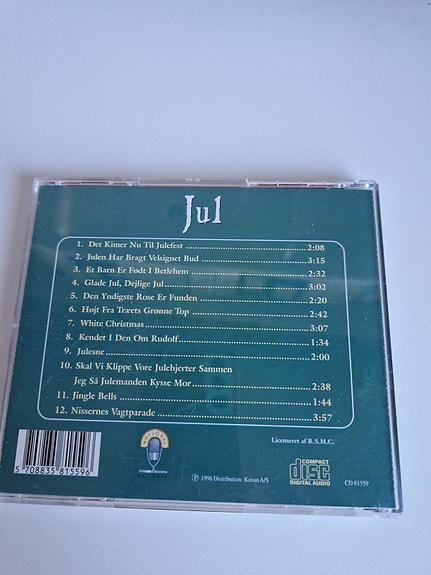 Jul
1. Det Kimer Nu Til Julefest 2:08
2. Julen Har Bragt Velsignet Bud 3:15
3. Et Barn Er Født I Betlehem 2:32
4. Glade Jul, Dejlige Jul 3:02
5. Den Yndigste Rose Er Funden 2:20
6. Højt Fra Træets Grønne Top 2:42
7. White Christmas 3:07
8. Kendet I Den Om Rudolf 1:34
9. Julesne 2:00
10. Skal Vi Klippe Vore Julehjerter Sammen
Jeg Så Julemanden Kysse Mor 2:38
11. Jingle Bells 1:44
12. Nissernes Vagtparade 3:57
Licenseret af R.S.M.C.
5 708835 815596
℗ 1996 Distribution: Kavan A/S
COMPACT
disc
DIGITAL AUDIO
CD 81559